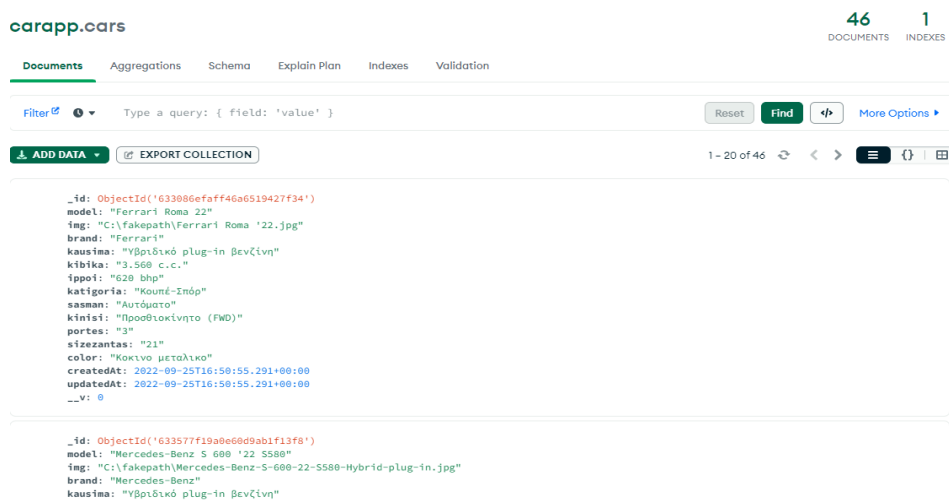 carapp.cars
46 1
DOCUMENTS INDEXES
Documents Aggregations Schema Explain Plan Indexes Validation
Filter Type a query: { field: 'value' } Reset Find </> More Options
ADD DATA EXPORT COLLECTION 1 – 20 of 46 {}
_id: ObjectId('633086efaff46a6519427f34')
model: "Ferrari Roma 22"
img: "C:\fakepath\Ferrari Roma '22.jpg"
brand: "Ferrari"
kausima: "Υβριδικό plug-in βενζίνη"
kibika: "3.560 c.c."
ippoi: "620 bhp"
katigoria: "Κουπέ-Σπόρ"
sasman: "Αυτόματο"
kinisi: "Προσθιοκίνητο (FWD)"
portes: "3"
sizezantas: "21"
color: "Κοκινο μεταλικο"
createdAt: 2022-09-25T16:50:55.291+00:00
updatedAt: 2022-09-25T16:50:55.291+00:00
__v: 0
_id: ObjectId('633577f19a0e60d9ab1f13f8')
model: "Mercedes-Benz S 600 '22 S580"
img: "C:\fakepath\Mercedes-Benz-S-600-22-S580-Hybrid-plug-in.jpg"
brand: "Mercedes-Benz"
kausima: "Υβριδικό plug-in βενζίνη"